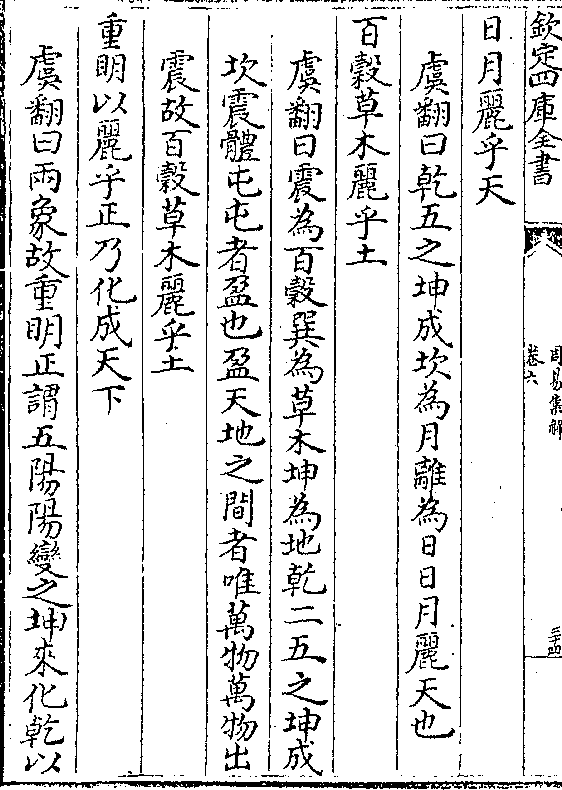 欽定四庫全書
周易集解
卷六
三十四
日月麗乎天
虞翻曰乾五之坤成坎為月離為日日月麗天也
百穀草木麗乎土
虞翻曰震為百穀巽為草木坤為地乾二五之坤成
坎震體屯屯者盈也盈天地之間者唯萬物萬物出
震故百穀草木麗乎土
重明以麗乎正乃化成天下
虞翻曰兩象故重明正謂五陽陽變之坤來化乾以